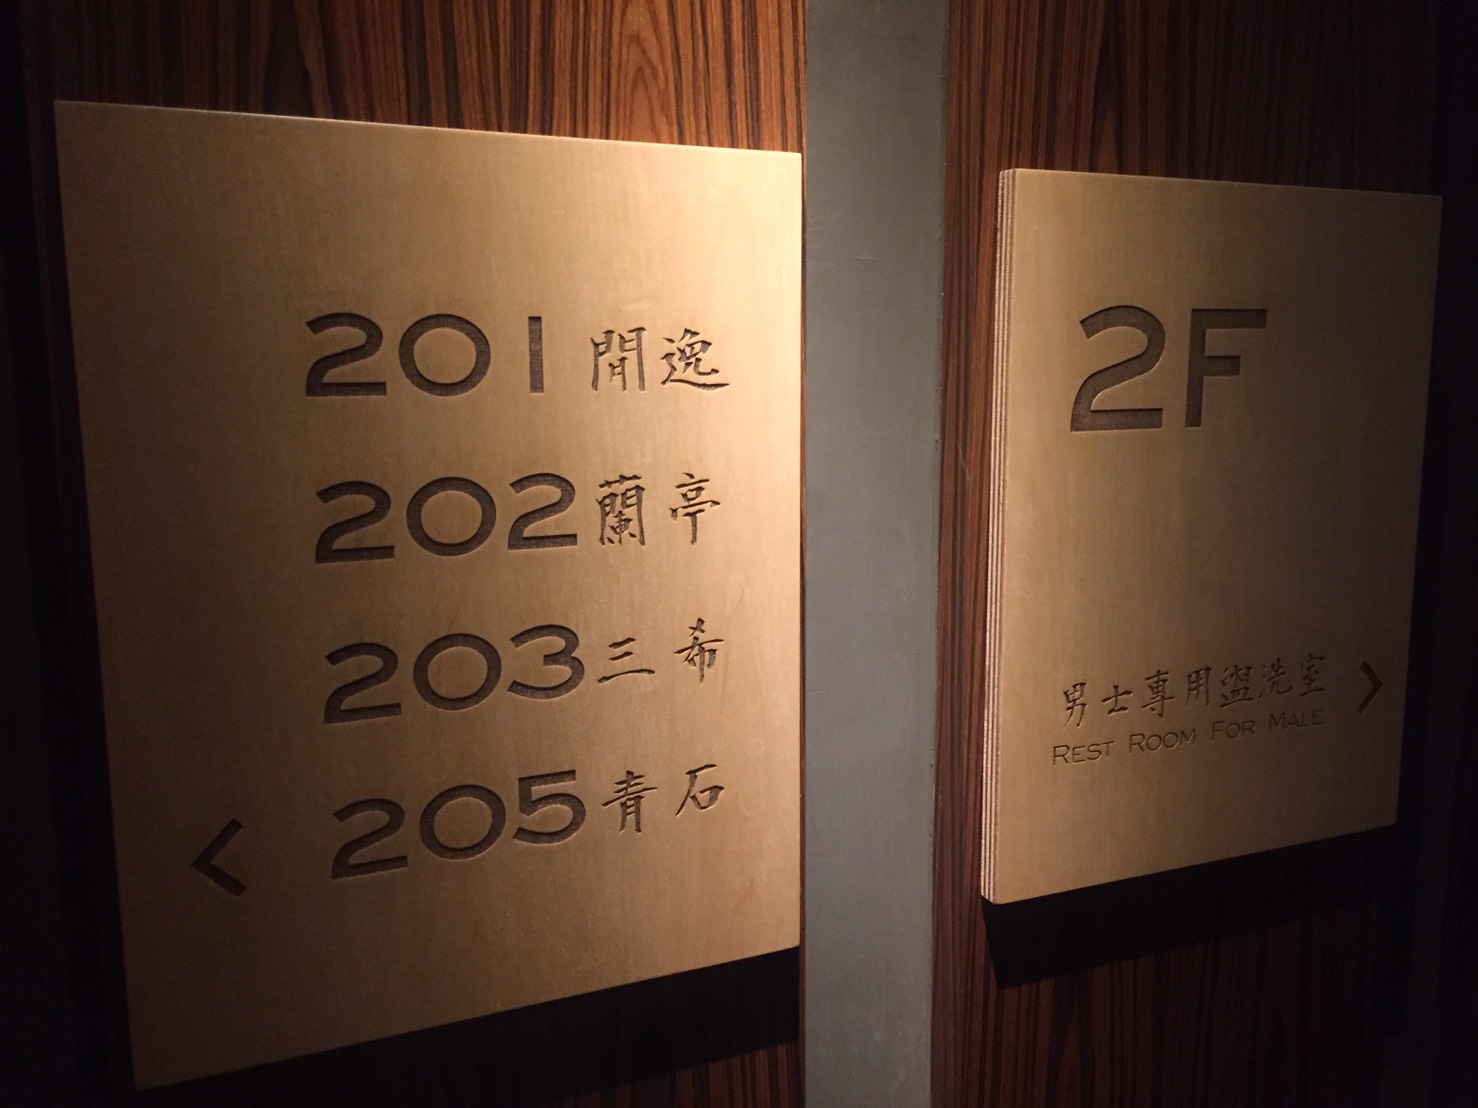 201 閒逸
202 蘭亭
203 三希
205 青石
<
2F
男士專用盥洗室 >
REST ROOM FOR MALE